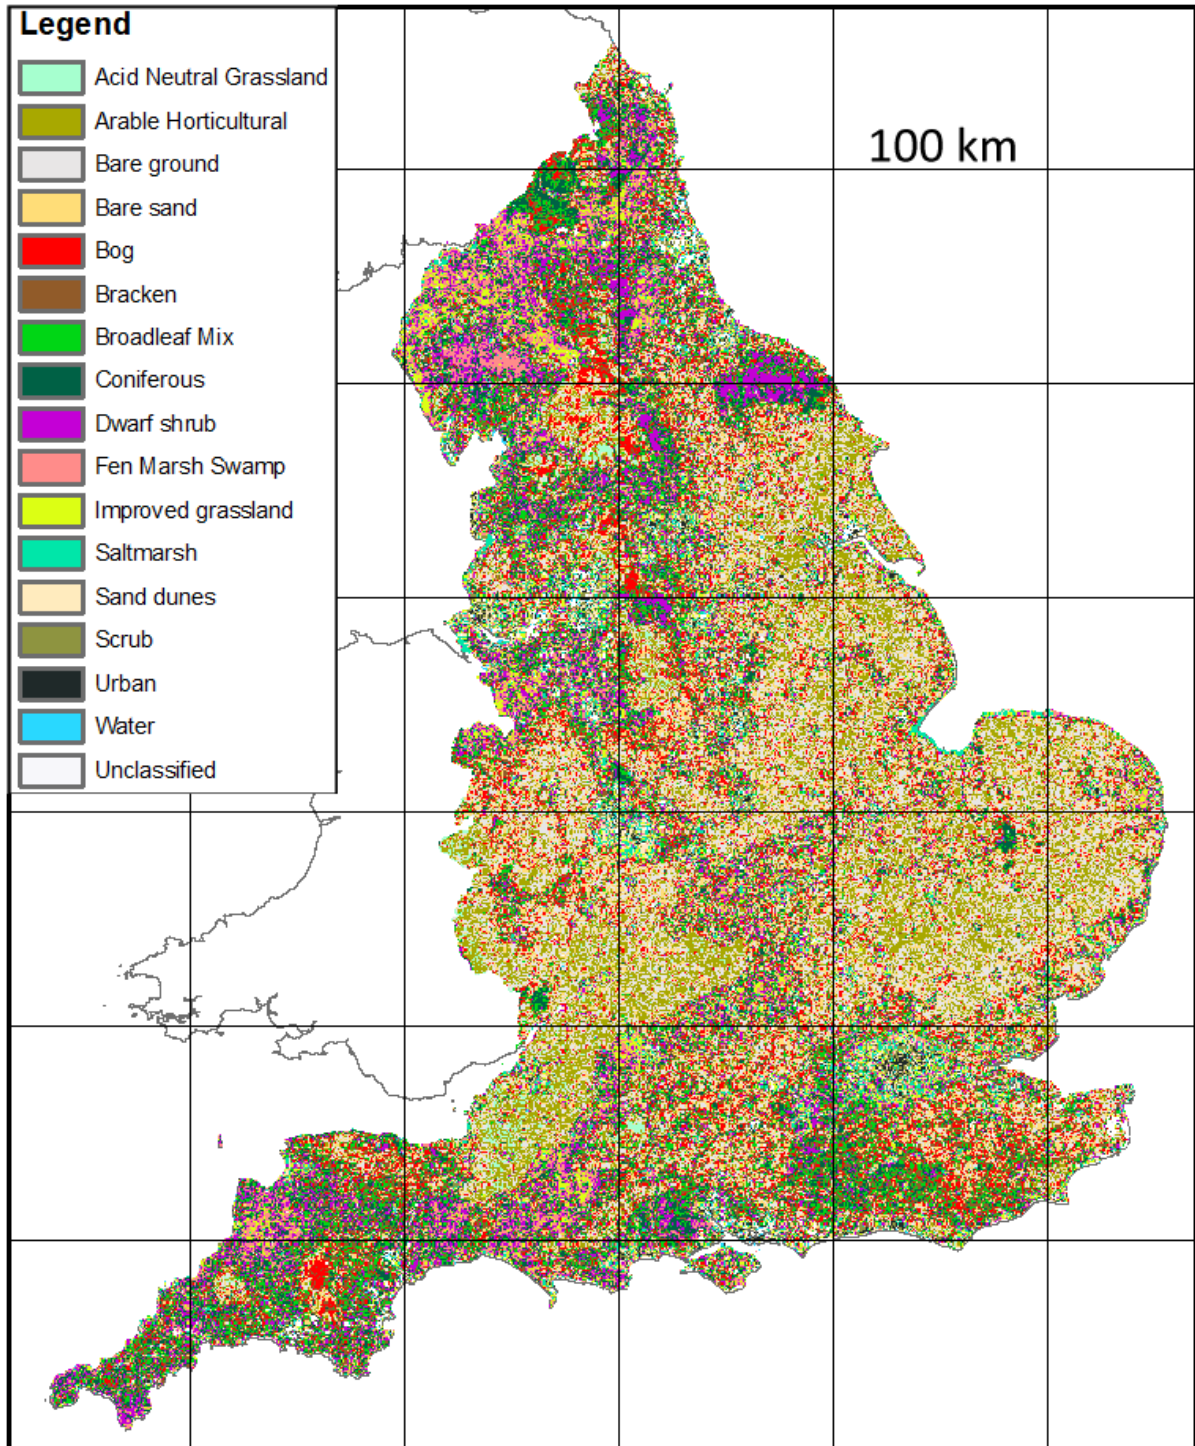 Legend
Acid Neutral Grassland
Arable Horticultural
Bare ground
Bare sand
Bog
Bracken
Broadleaf Mix
Coniferous
Dwarf shrub
Fen Marsh Swamp
Improved grassland
Saltmarsh
Sand dunes
Scrub
Urban
Water
Unclassified
100 km